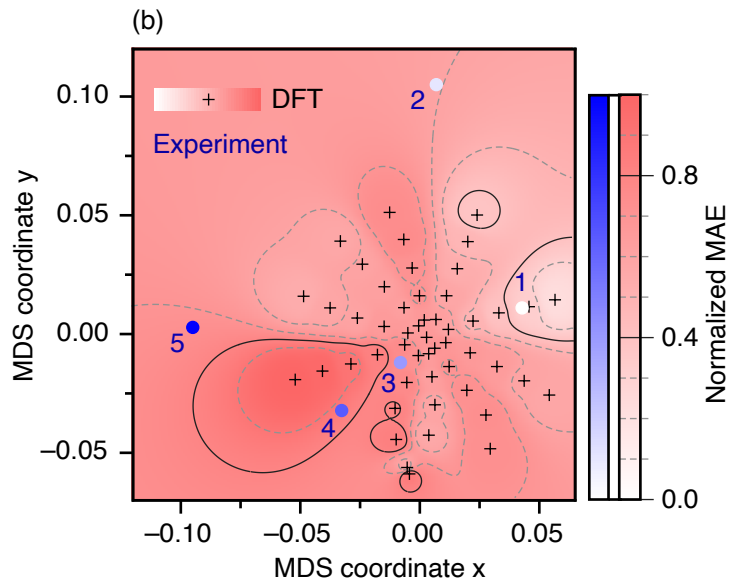 (b)
DFT
Experiment
2
1
5
3
4
0.10
0.05
0.00
−0.05
MDS coordinate y
−0.10
−0.05
0.00
0.05
MDS coordinate x
0.8
0.4
0.0
Normalized MAE